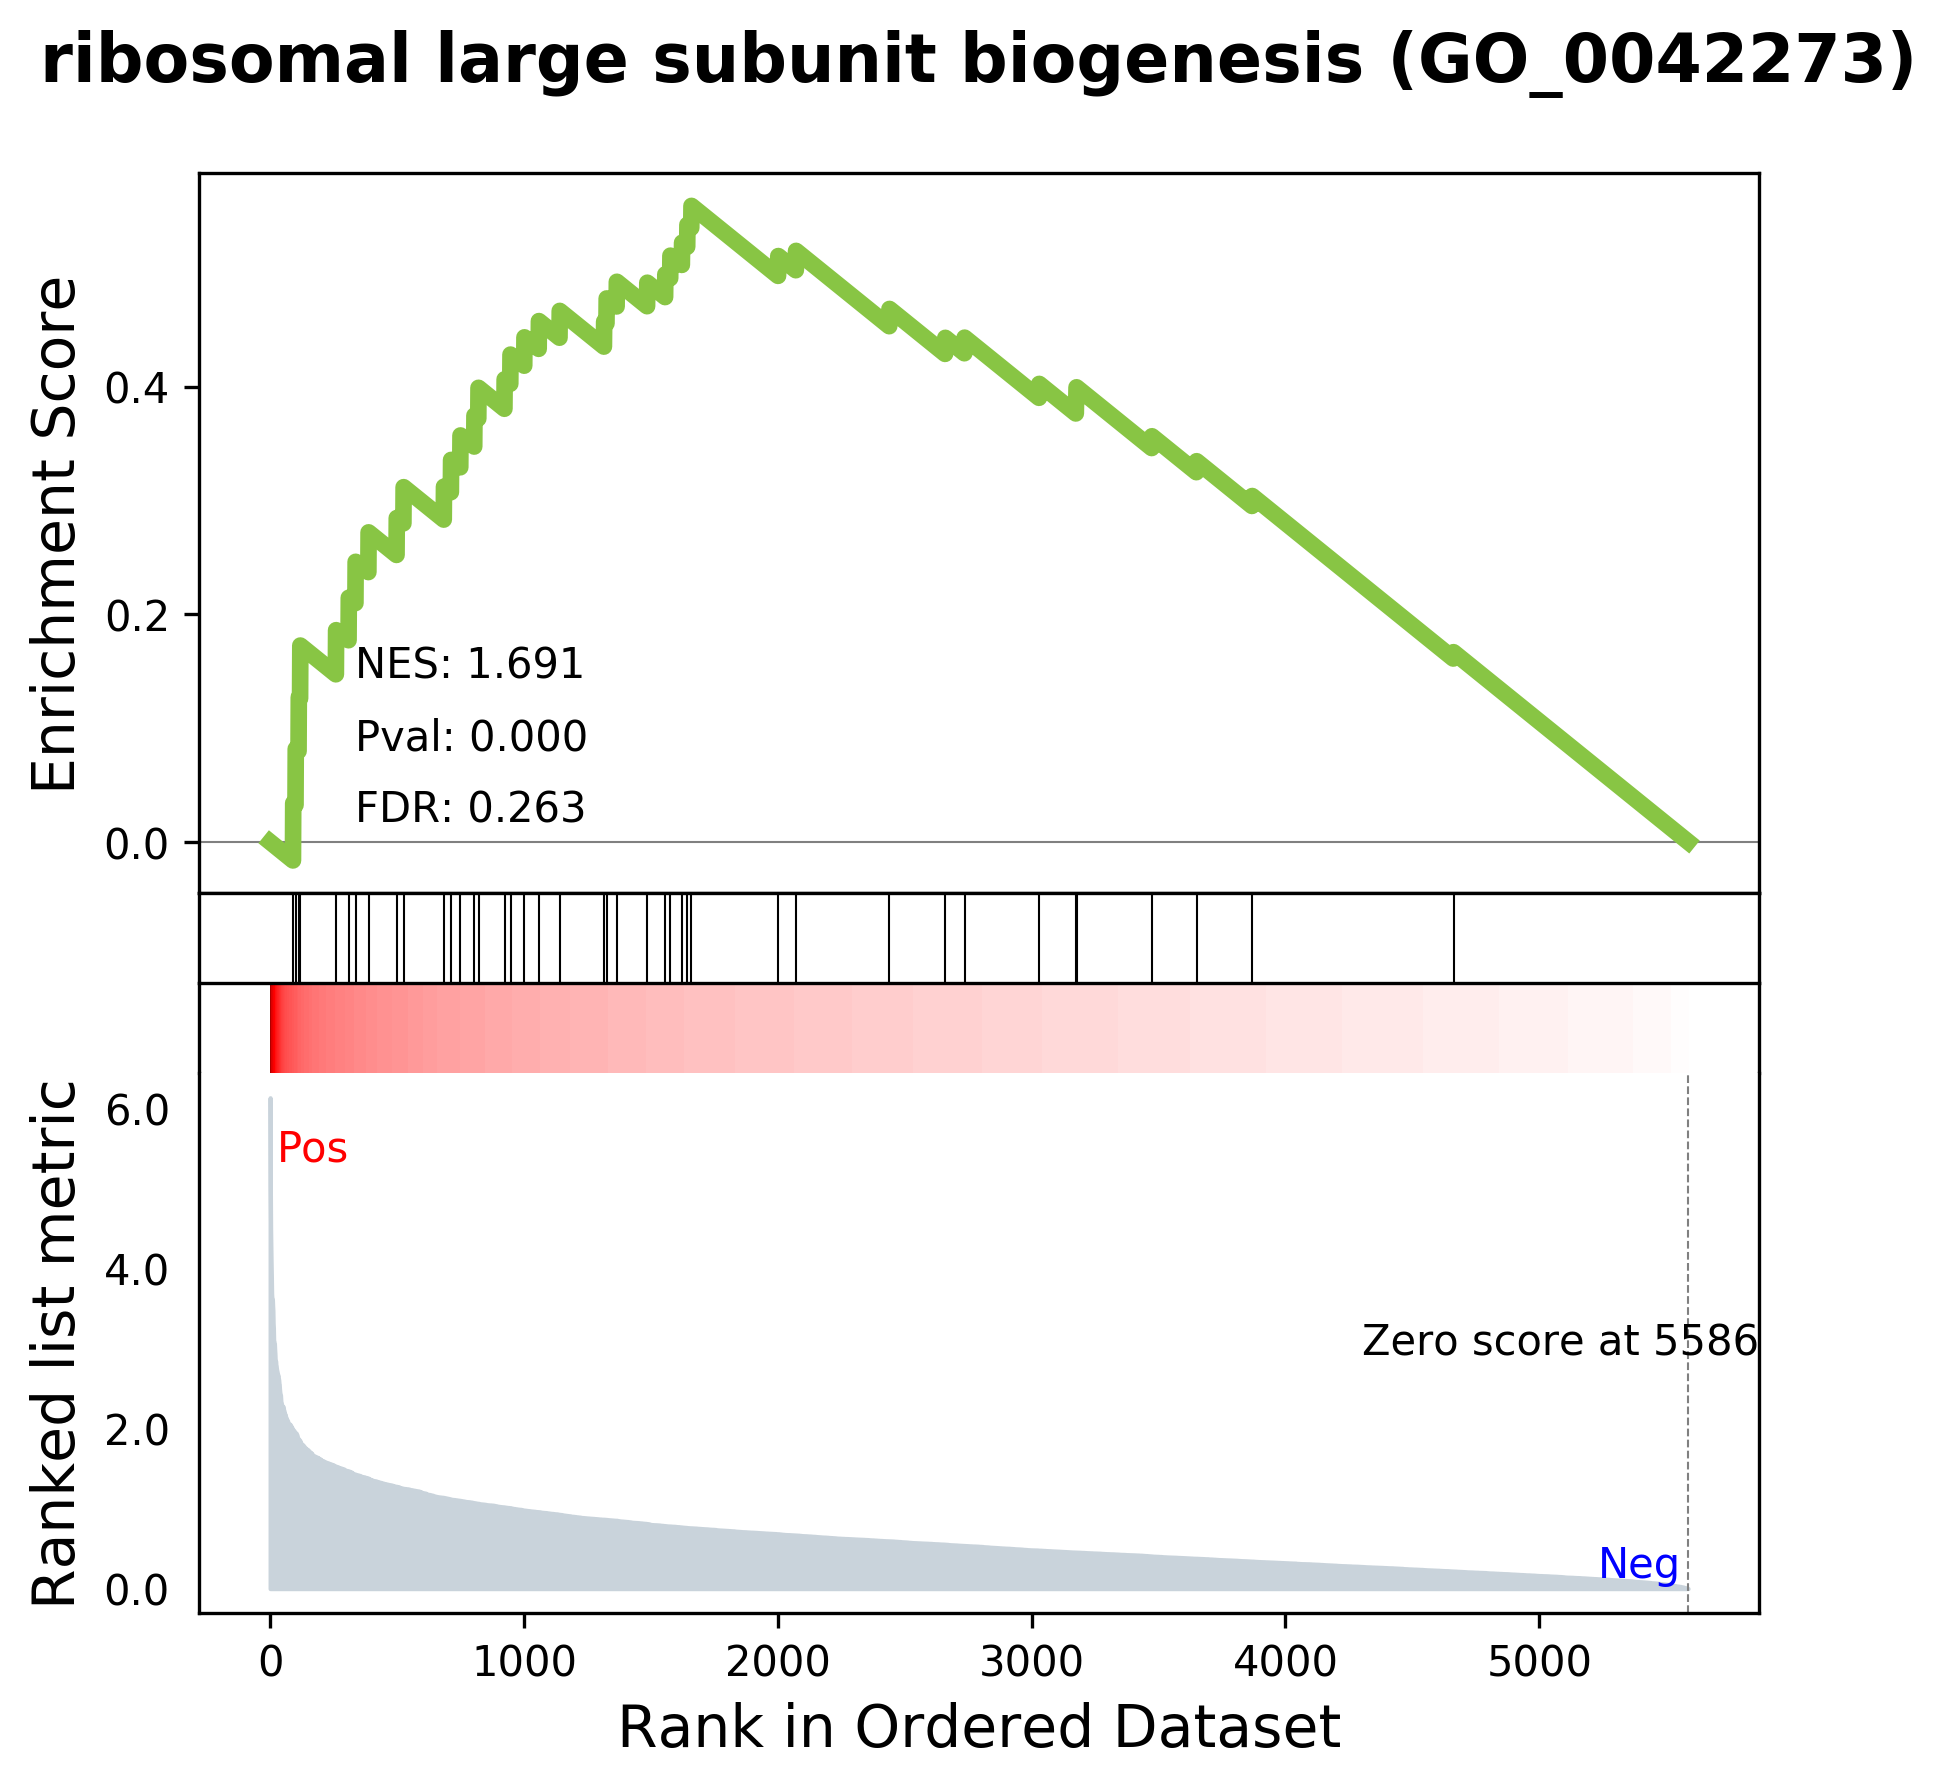 ribosomal large subunit biogenesis (GO_0042273)
Enrichment Score
0.4
0.2
0.0
NES: 1.691
Pval: 0.000
FDR: 0.263
Ranked list metric
6.0
4.0
2.0
0.0
Pos
Zero score at 5586
Neg
0 1000 2000 3000 4000 5000
Rank in Ordered Dataset